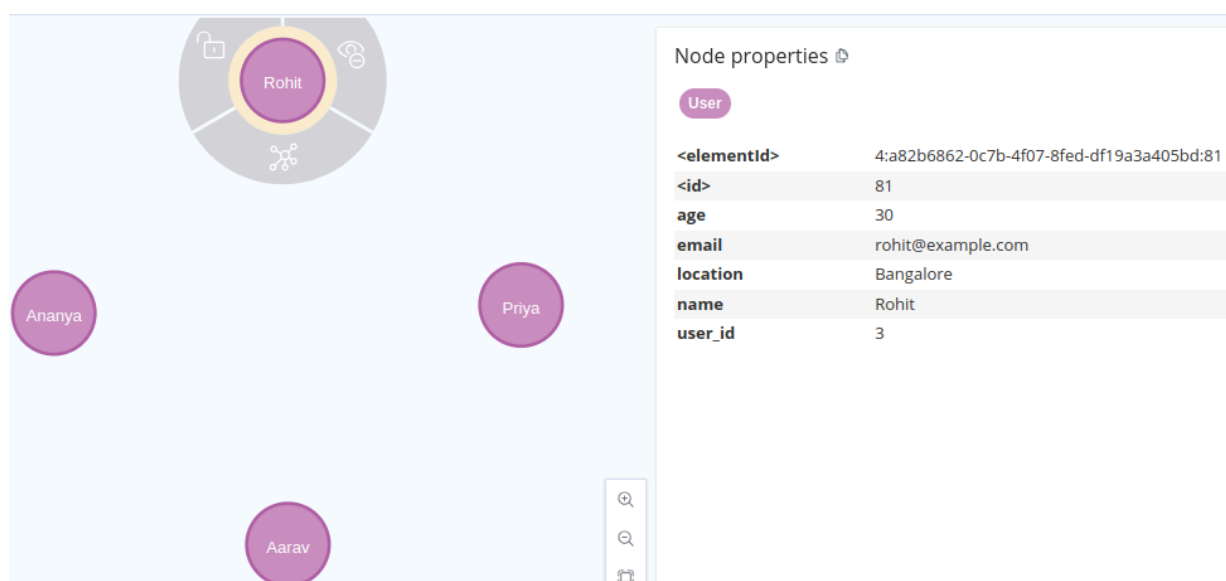 Rohit
Ananya
Priya
Aarav
Node properties
User
<elementId> 4:a82b6862-0c7b-4f07-8fed-df19a3a405bd:81
<id> 81
age 30
email rohit@example.com
location Bangalore
name Rohit
user_id 3